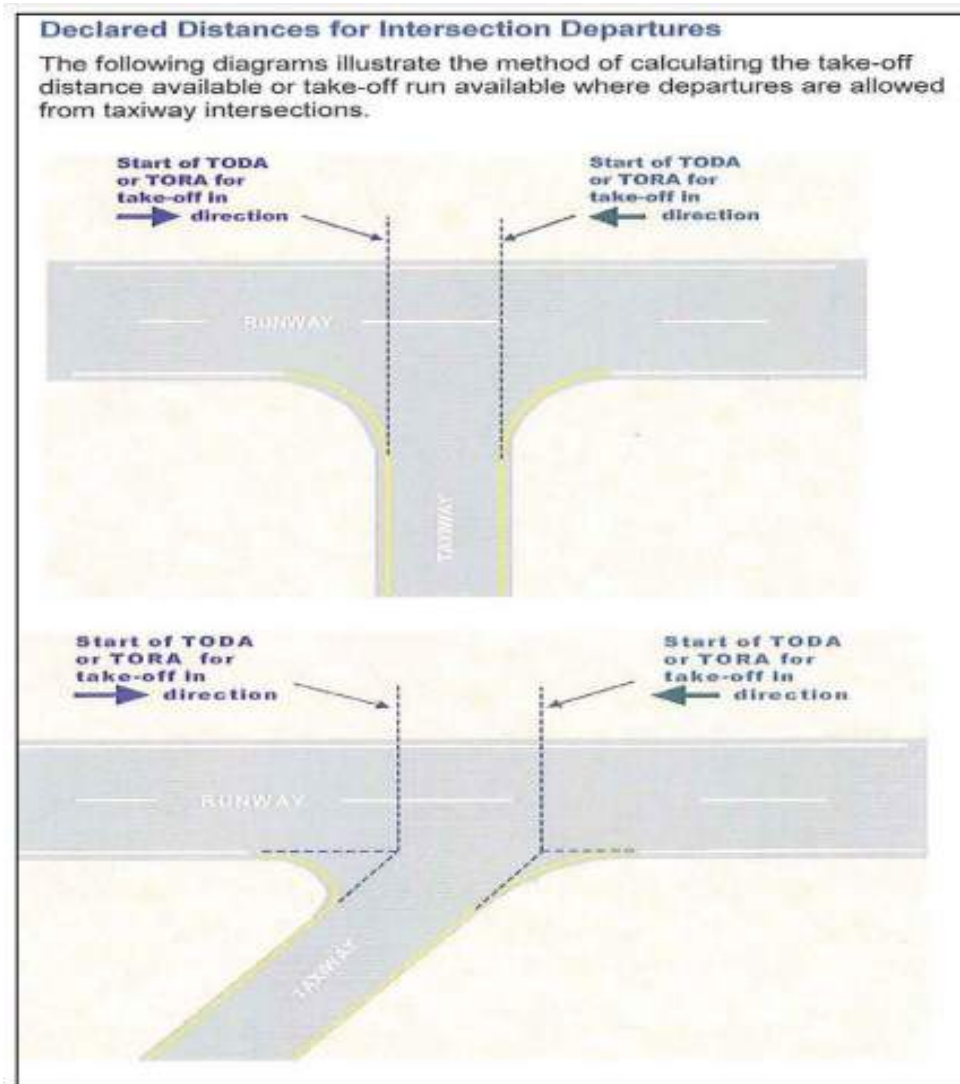 Declared Distances for Intersection Departures
The following diagrams illustrate the method of calculating the take-off
distance available or take-off run available where departures are allowed
from taxiway intersections.
Start of TODA
or TORA for
take-off in
direction
Start of TODA
or TORA for
take-off in
direction
RUNWAY
TAXIWAY
Start of TODA
or TORA for
take-off in
direction
Start of TODA
or TORA for
take-off in
direction
RUNWAY
TAXIWAY